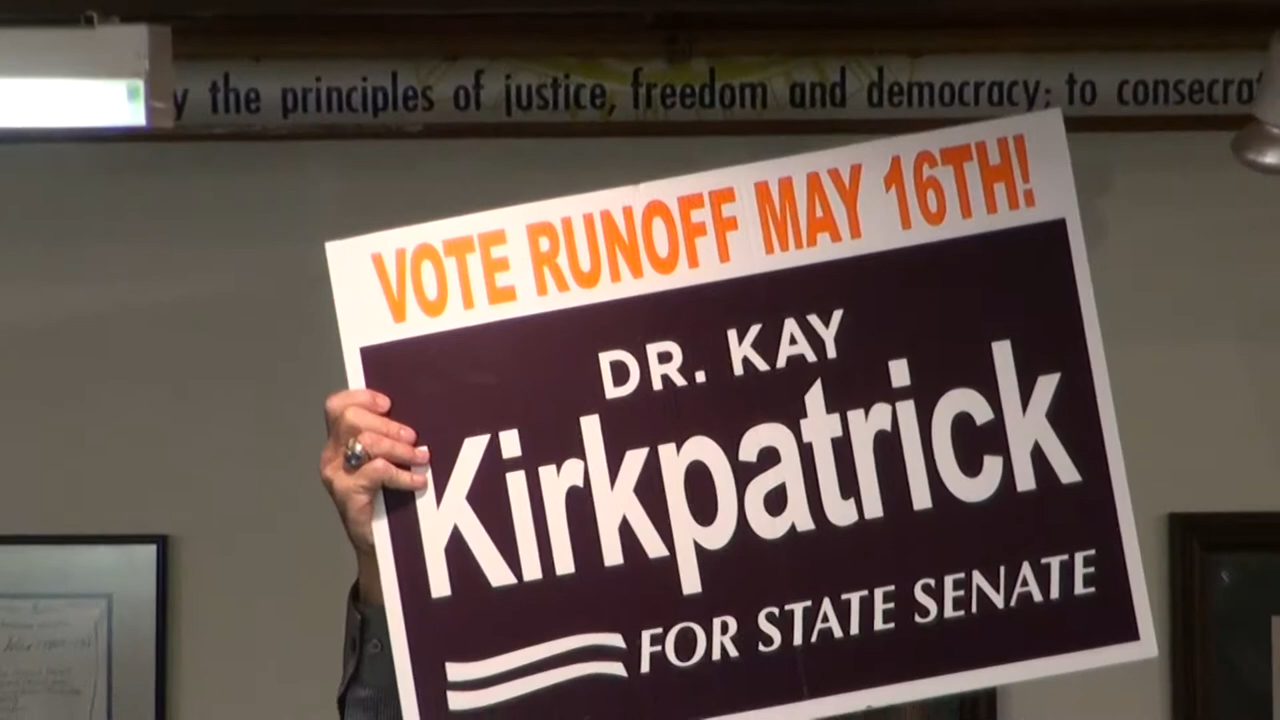 y the principles of justice, freedom and democracy; to consecra
VOTE RUNOFF MAY 16TH!
DR. KAY
Kirkpatrick
FOR STATE SENATE